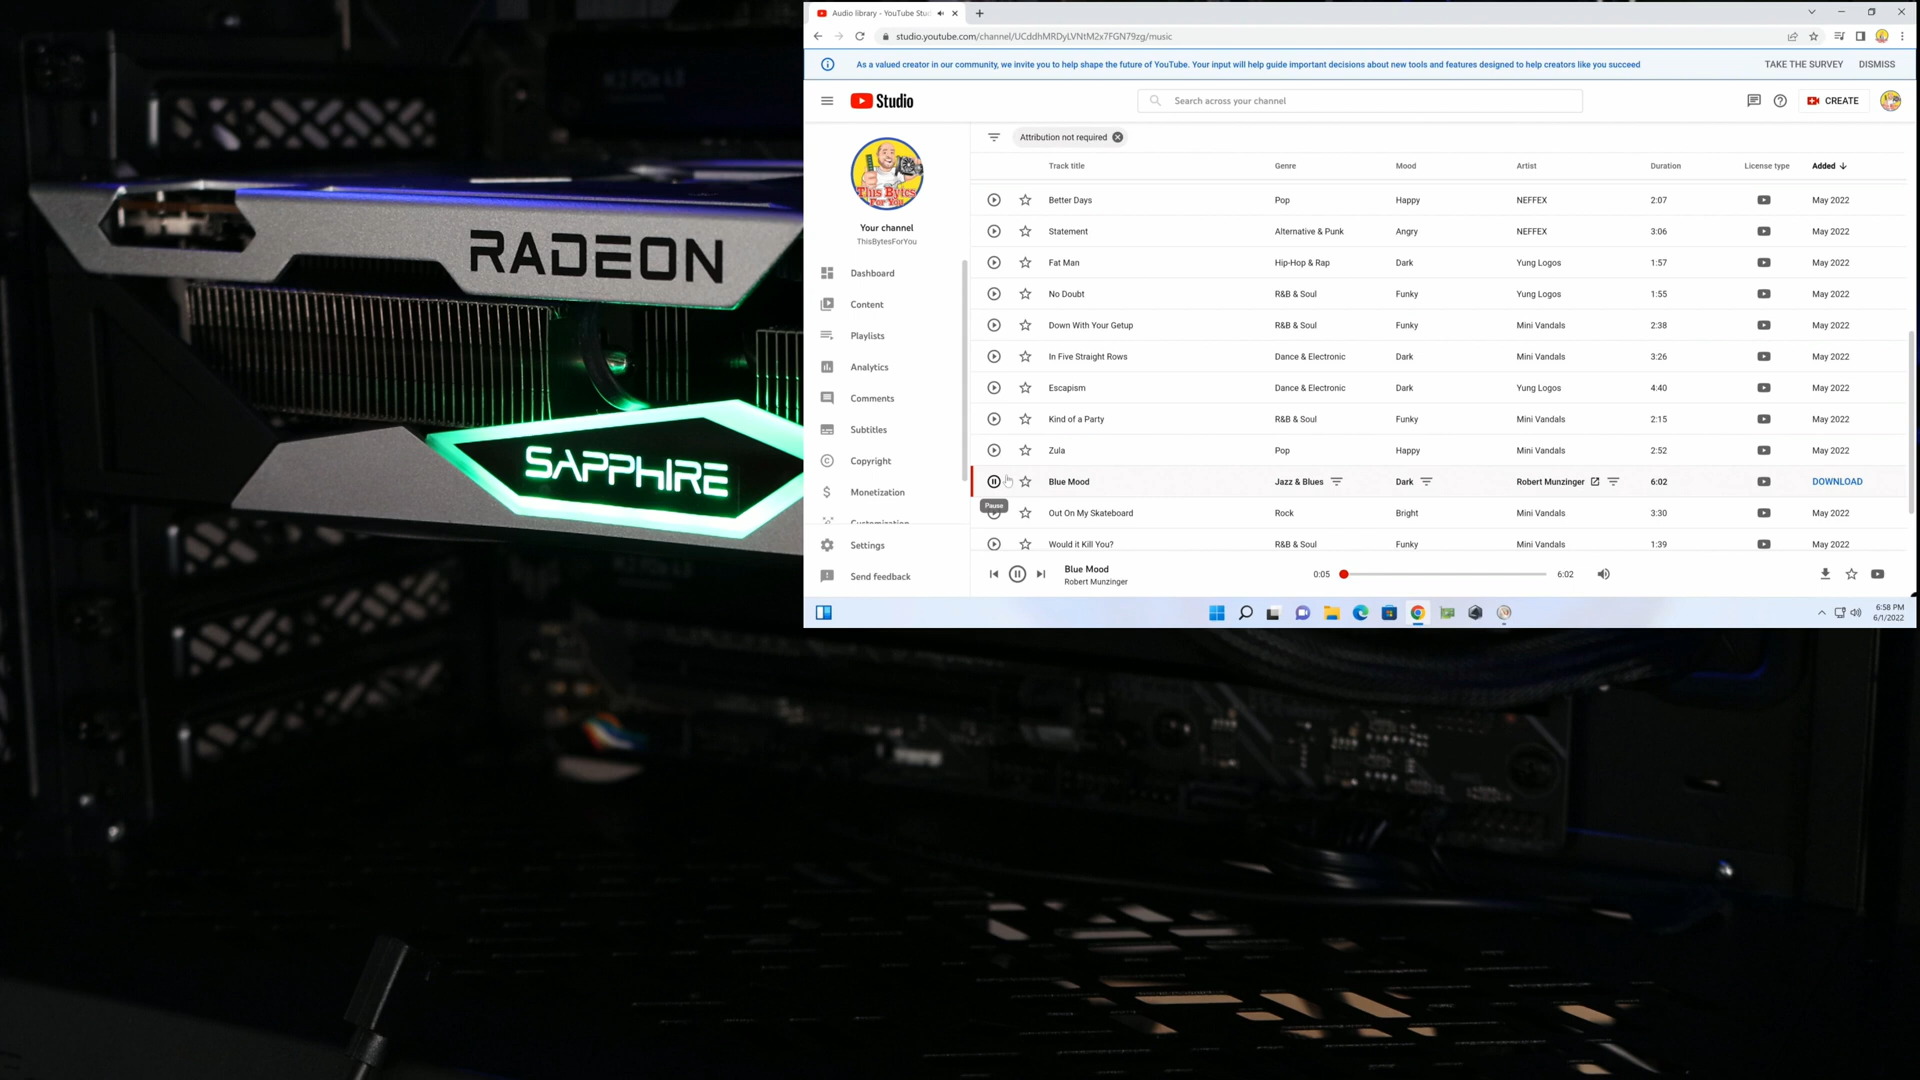 RADEON
SAPPHIRE
Audio library - YouTube Stu
studio.youtube.com/channel/UCddhMRDyLVNtM2x7FGN79zg/music
As a valued creator in our community, we invite you to help shape the future of YouTube. Your input will help guide important decisions about new tools and features designed to help creators like you succeed
TAKE THE SURVEY DISMISS
Studio
Search across your channel
CREATE
This Bytes
For You
Your channel
ThisBytesForYou
Dashboard
Content
Playlists
Analytics
Comments
Subtitles
Copyright
Monetization
Customization
Settings
Send feedback
Attribution not required
Track title Genre Mood Artist Duration License type Added
Better Days Pop Happy NEFFEX 2:07 May 2022
Statement Alternative & Punk Angry NEFFEX 3:06 May 2022
Fat Man Hip-Hop & Rap Dark Yung Logos 1:57 May 2022
No Doubt R&B & Soul Funky Yung Logos 1:55 May 2022
Down With Your Getup R&B & Soul Funky Mini Vandals 2:38 May 2022
In Five Straight Rows Dance & Electronic Dark Mini Vandals 3:26 May 2022
Escapism Dance & Electronic Dark Yung Logos 4:40 May 2022
Kind of a Party R&B & Soul Funky Mini Vandals 2:15 May 2022
Zula Pop Happy Mini Vandals 2:52 May 2022
Blue Mood Jazz & Blues Dark Robert Munzinger 6:02 DOWNLOAD
Pause
Out On My Skateboard Rock Bright Mini Vandals 3:30 May 2022
Would it Kill You? R&B & Soul Funky Mini Vandals 1:39 May 2022
Blue Mood
Robert Munzinger
0:05 6:02
6:58 PM
6/1/2022